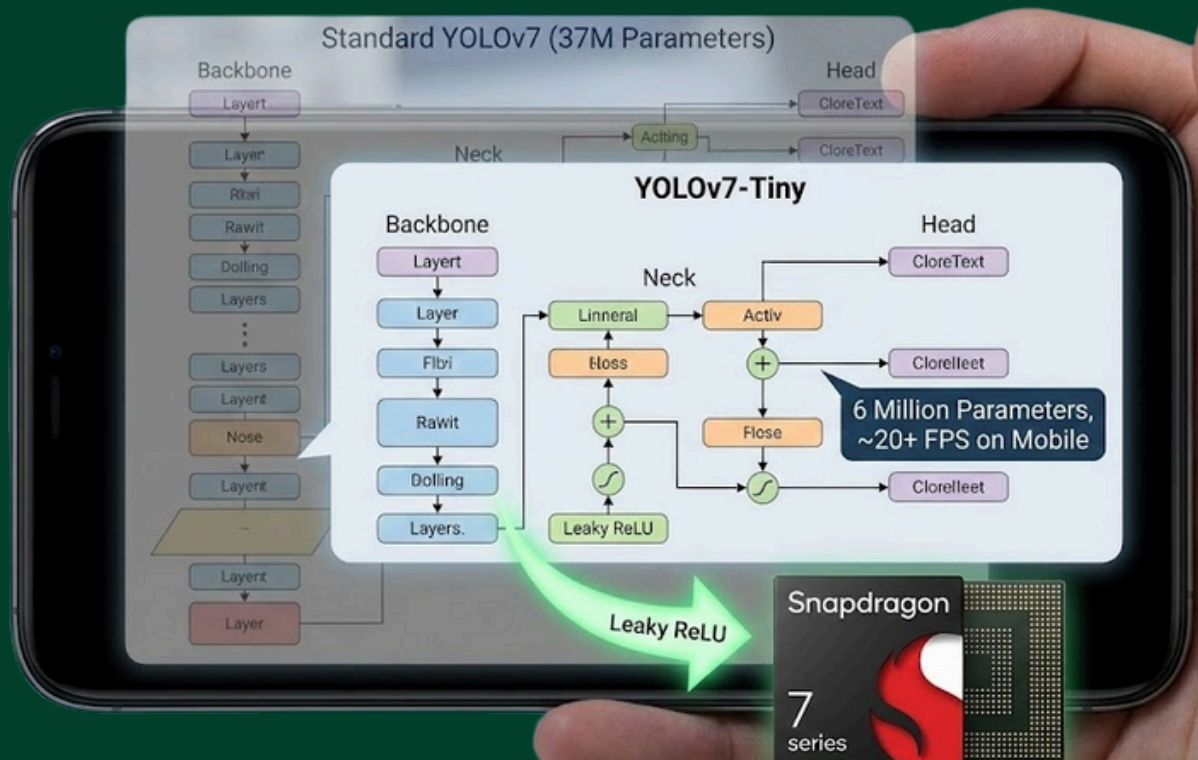 Standard YOLOv7 (37M Parameters)
Backbone
Head
Layert
CloreText
Actting
Layer
Neck
CloreText
Rawit
Dolling
Layers
Layers
Layent
Nose
Layent
Layent
Layer
YOLOv7-Tiny
Backbone
Head
Neck
Layert
CloreText
Layer
Linneral
Activ
Flbri
Bloss
Clorelleet
Rawit
6 Million Parameters,
~20+ FPS on Mobile
Flose
Dolling
Clorelleet
Layers.
Leaky ReLU
Leaky ReLU
Snapdragon
7
series